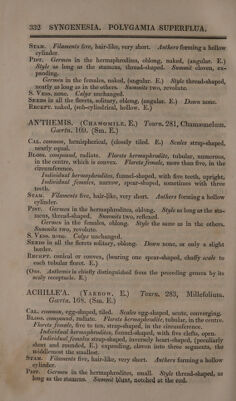 332 SYNGENESIA. POLYGAMIA SUPERFLUA.
STAM. Filaments five, hair-like, very short. Anthers forming a hollow
cylinder.
PIST. Germen in the hermaphrodites, oblong, naked, (angular. E.)
Style as long as the stamens, thread-shaped. Summit cloven, ex-
panding.
Germen in the females, naked, (angular. E.) Style thread-shaped,
nearly as long as in the others. Summits two, revolute.
S. VESS. none. Calyx unchanged.
SEEDS in all the florets, solitary, oblong, (angular. E.) Down none.
RECEPT. naked, (sub-cylindrical, hollow. E.)
AN'THEMIS. (CHAMOMILE, E.) Tourn. 281, Chamæmelum.
Gærtn. 169. (Sm. E.)
CAL. common, hemispherical, (closely tiled. E.) Scales strap-shaped,
nearly equal.
BLOSS. compound, radiate. Florets hermaphrodite, tubular, numerous,
in the centre, which is convex. Florets female, more than five, in the
circumference.
Individual hermaphrodites, funnel-shaped, with five teeth, upright.
Individual females, narrow, spear-shaped, sometimes with three
teeth.
STAM. Filaments five, hair-like, very short. Anthers forming a hollow
cylinder.
PIST. Germen in the hermaphrodites, oblong. Style as long as the sta-
mens, thread-shaped. Summits two, reflexed.
Germen in the females, oblong. Style the same as in the others.
Summits two, revolute.
S. VESS. none. Calyx unchanged.
SEEDS in all the florets solitary, oblong. Down none, or only a slight
border.
RECEPT. conical or convex, (bearing one spear-shaped, chaffy scale to
each tubular floret. E.)
(OBS. Anthemis is chiefly distinguished from the preceding genera by its
scaly receptacle. E.)
ACHILLE'A. (YARROW, E.) Tourn. 283, Millefolium.
Gærtn. 168. (Sm. E.)
CAL. common, egg-shaped, tiled. Scales egg-shaped, acute, converging.
BLOSS. compound, radiate. Florets hermaphrodite, tubular, in the centre.
Florets female, five to ten, strap-shaped, in the circumference.
Individual hermaphrodites, funnel-shaped, with five clefts, open.
Individual females strap-shaped, inversely heart-shaped, (peculiarly
short and rounded, E.) expanding, cloven into three segments, the
middlemost the smallest.
STAM. Filaments five, hair-like, very short. Anthers forming a hollow
cylinder.
PIST. Germen in the hermaphrodites, small. Style thread-shaped, as
long as the stamens. Summit blunt, notched at the end.